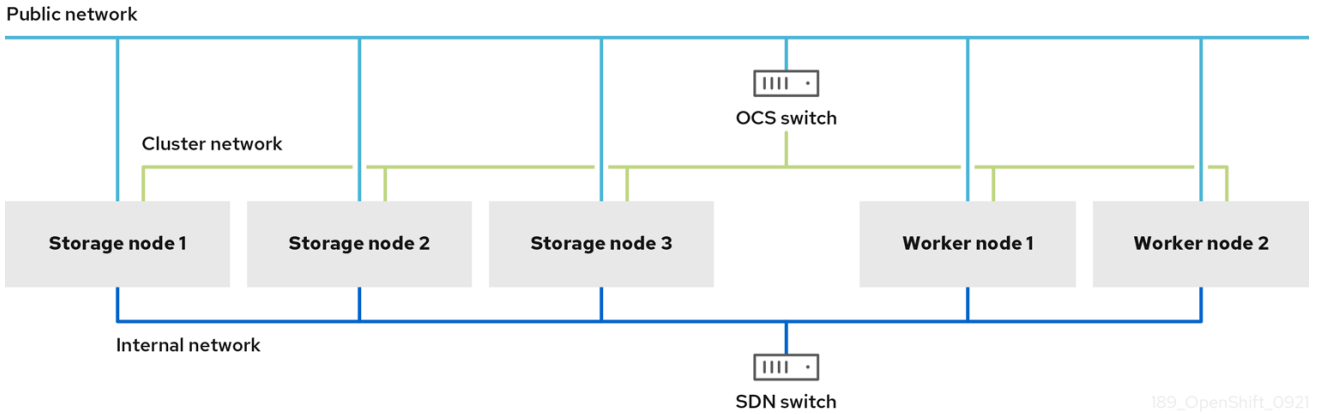 Public network
OCS switch
Cluster network
Storage node 1
Storage node 2
Storage node 3
Worker node 1
Worker node 2
Internal network
SDN switch
189_OpenShift_0921